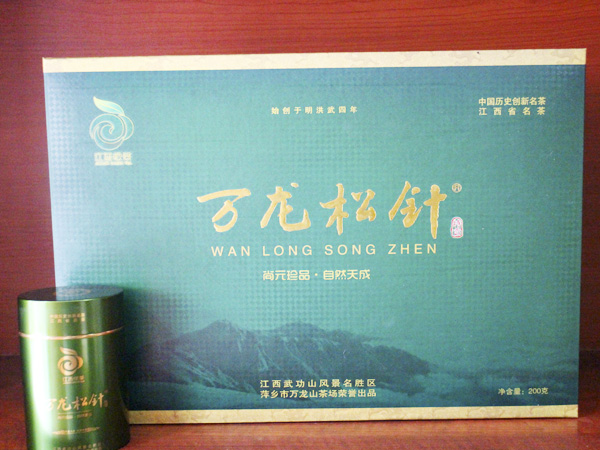 始创于明洪武四年
中国历史创新名茶
江西省名茶
万龙松针
WAN LONG SONG ZHEN
尚元珍品·自然天成
江西武功山风景名胜区
萍乡市万龙山茶场荣誉出品
净含量：200克
万龙松针